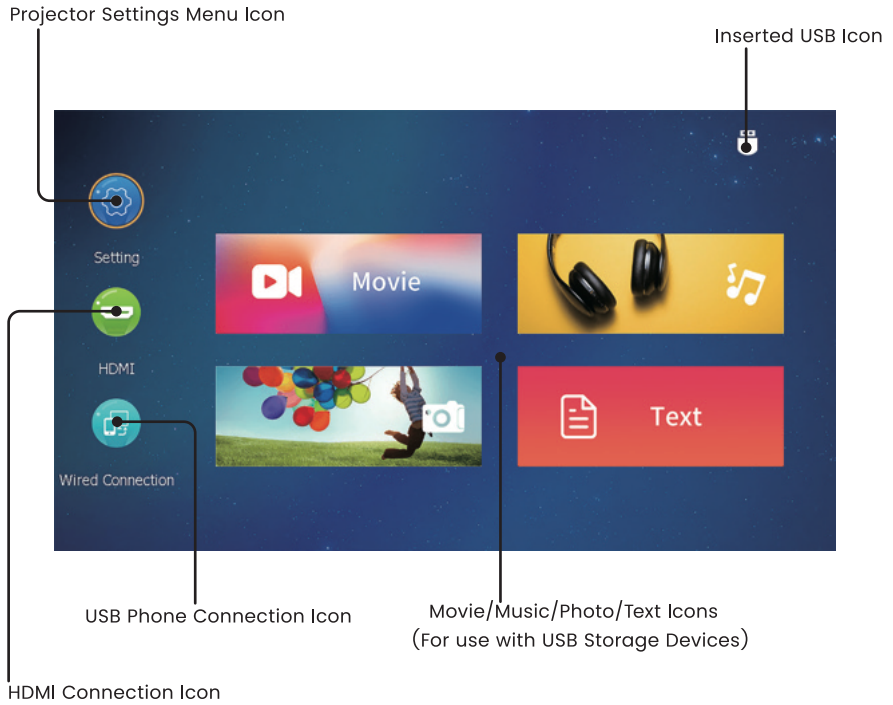 Projector Settings Menu Icon
Inserted USB Icon
Setting
Movie
HDMI
Text
Wired Connection
USB Phone Connection Icon
Movie/Music/Photo/Text Icons
(For use with USB Storage Devices)
HDMI Connection Icon